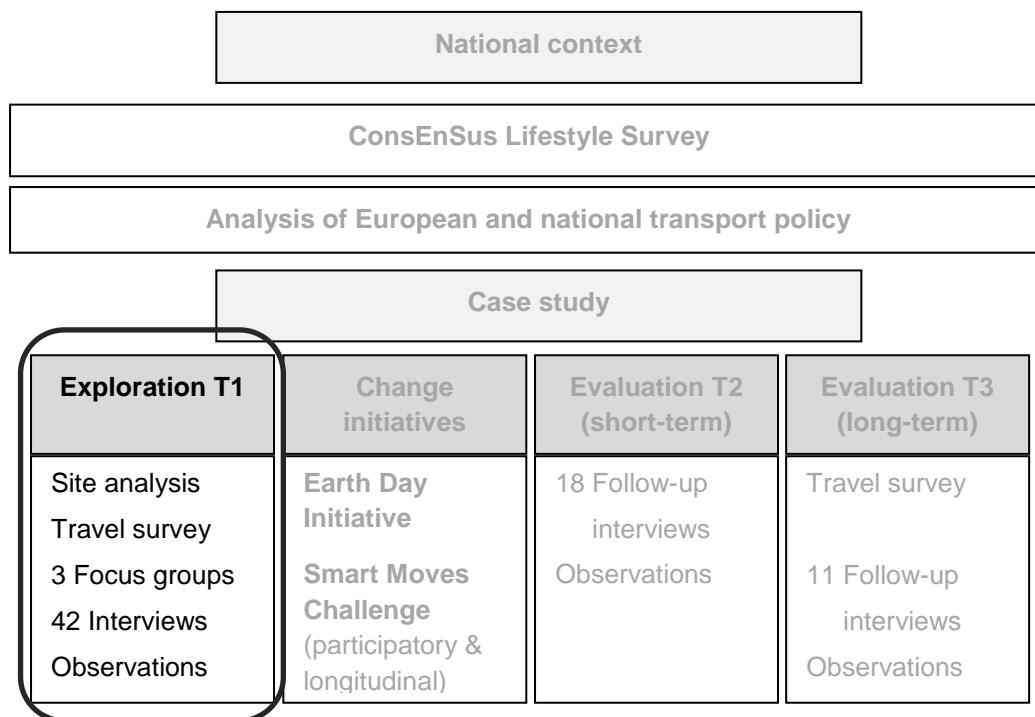 National context
ConsEnSus Lifestyle Survey
Analysis of European and national transport policy
Case study
Exploration T1
Site analysis
Travel survey
3 Focus groups
42 Interviews
Observations
Change
initiatives
Earth Day
Initiative
Smart Moves
Challenge
(participatory &
longitudinal)
Evaluation T2
(short-term)
18 Follow-up
interviews
Observations
Evaluation T3
(long-term)
Travel survey
11 Follow-up
interviews
Observations